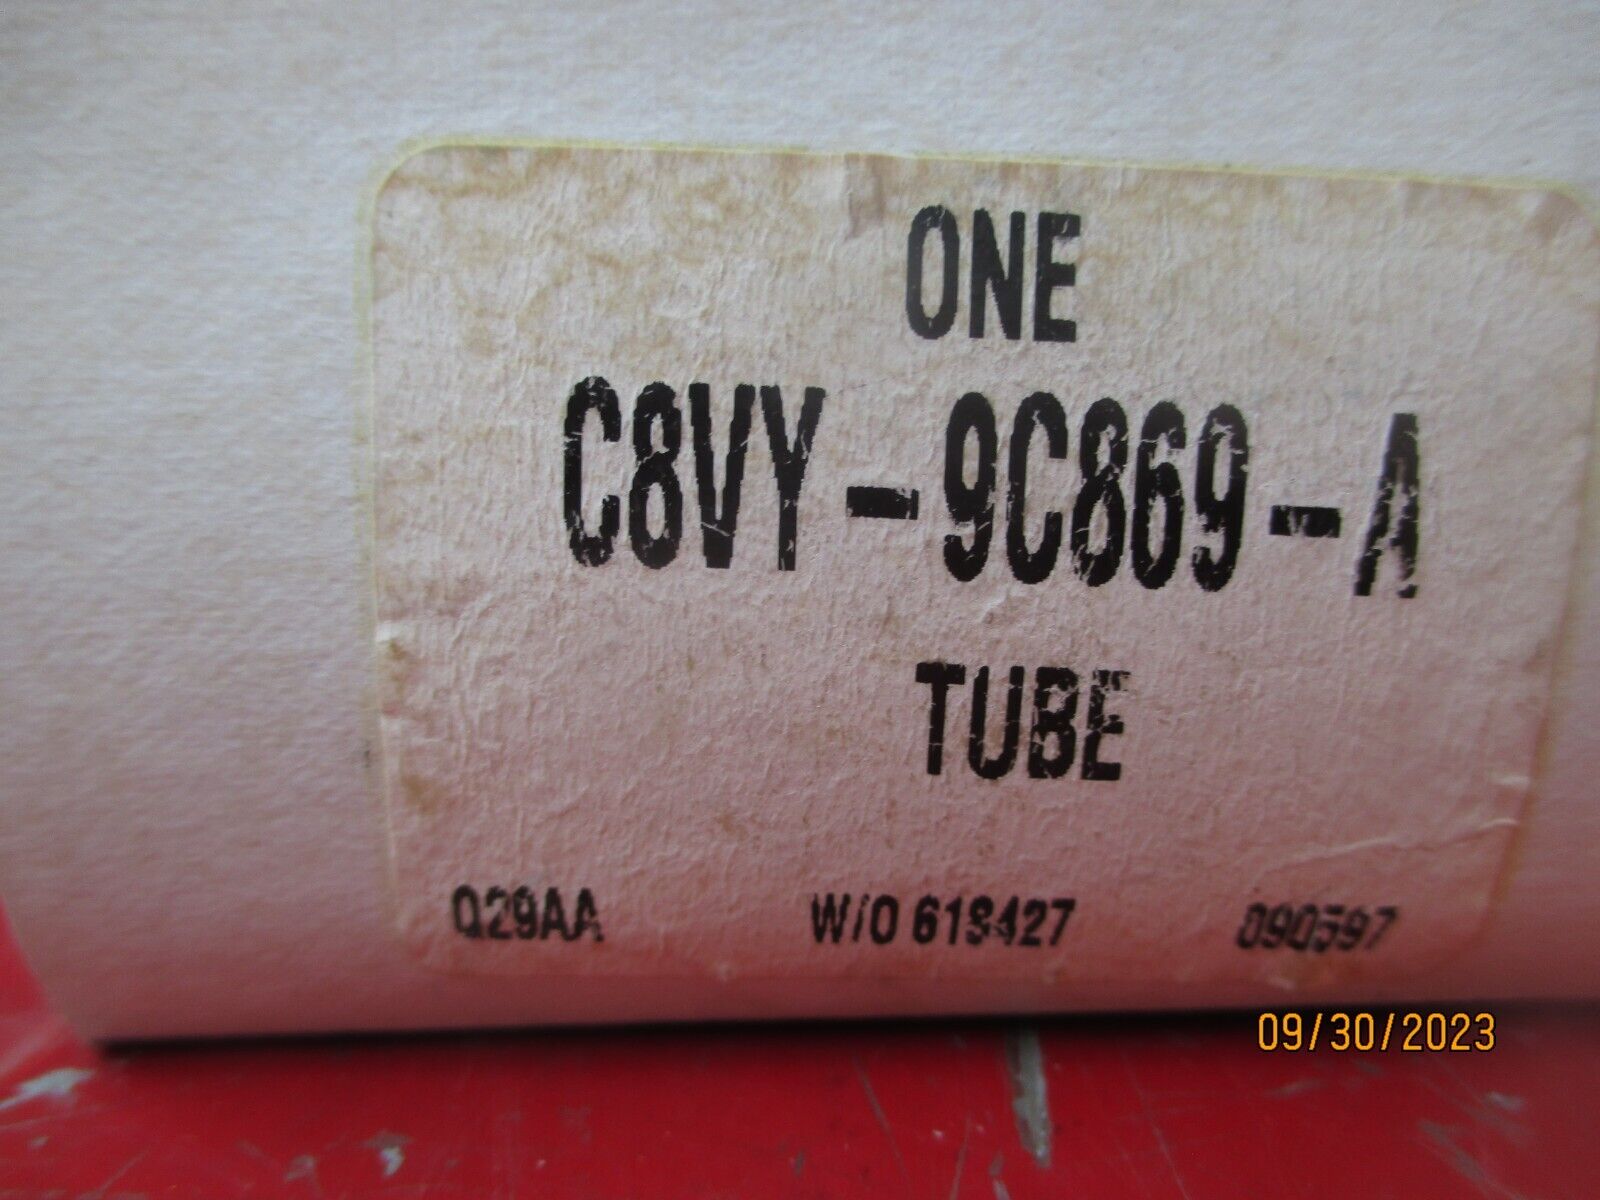 ONE
C8VY-9C869-A
TUBE
Q29AA W/O 619427 090597
09/30/2023